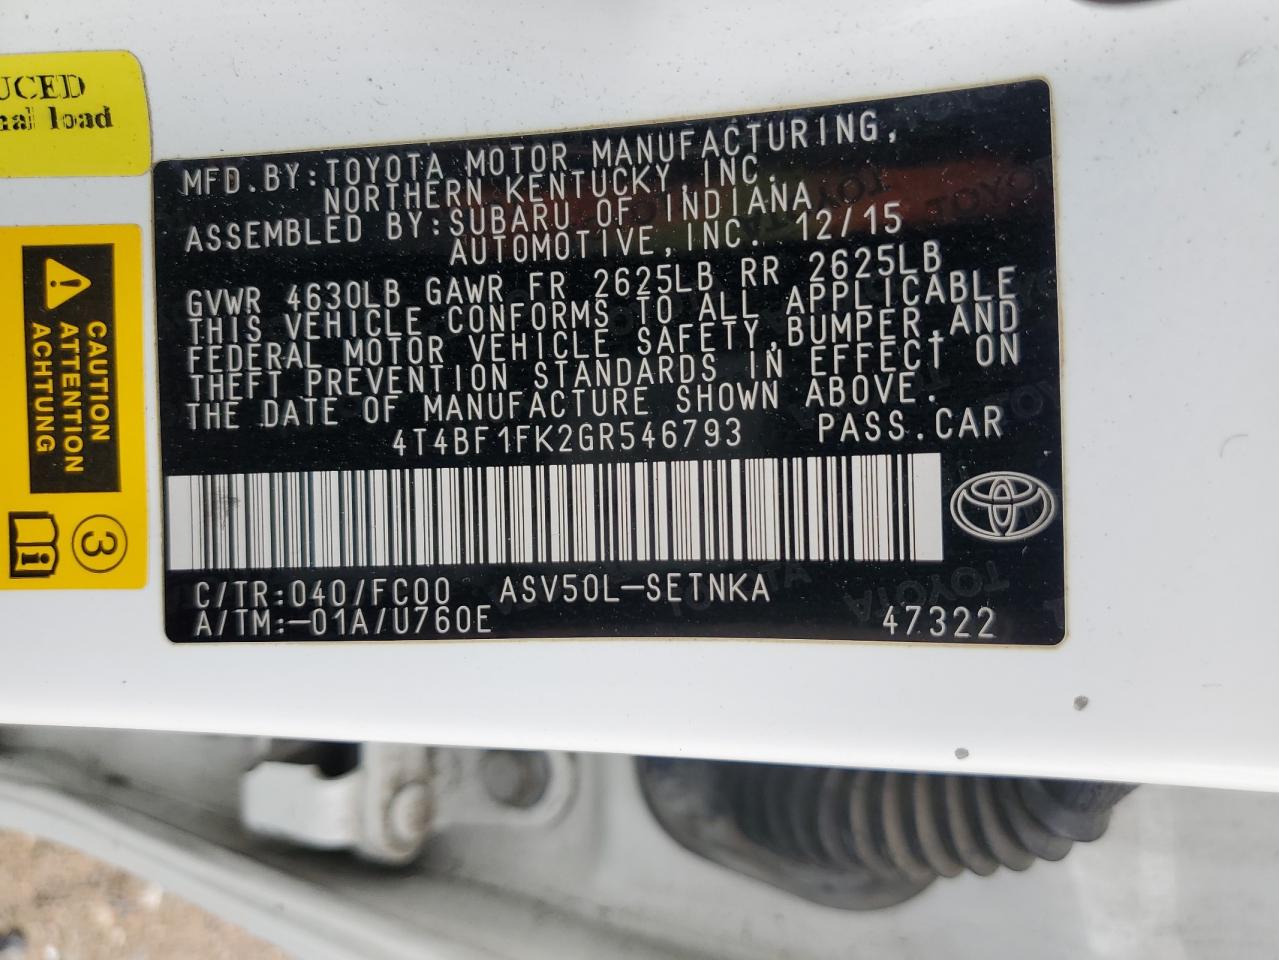 UCED
nal load
CAUTION
ATTENTION
ACHTUNG
3
MFD.BY:TOYOTA MOTOR MANUFACTURING,
NORTHERN KENTUCKY,INC.
ASSEMBLED BY:SUBARU OF INDIANA
AUTOMOTIVE,INC. 12/15
GVWR 4630LB GAWR FR 2625LB RR 2625LB
THIS VEHICLE CONFORMS TO ALL APPLICABLE
FEDERAL MOTOR VEHICLE SAFETY,BUMPER,AND
THEFT PREVENTION STANDARDS IN EFFECT ON
THE DATE OF MANUFACTURE SHOWN ABOVE.
4T4BF1FK2GR546793 PASS.CAR
C/TR:040/FC00 ASV50L-SETNKA
A/TM:-01A/U760E 47322